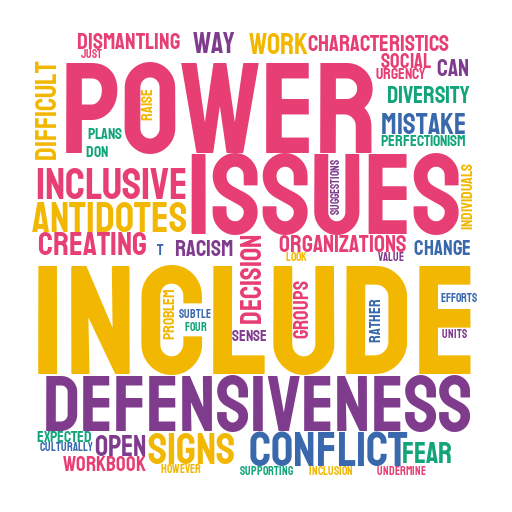 DISMANTLING WAY WORK CHARACTERISTICS
JUST SOCIAL
URGENCY CAN
DIFFICULT POWER DIVERSITY
RAISE
PLANS MISTAKE
DON PERFECTIONISM
INCLUSIVE ISSUES SUGGESTIONS INDIVIDUALS
ANTIDOTES
CREATING T RACISM DECISION ORGANIZATIONS CHANGE
LOOK VALUE
INCLUDE
PROBLEM SUBTLE GROUPS RATHER EFFORTS
FOUR SENSE UNITS
DEFENSIVENESS
EXPECTED OPEN SIGNS CONFLICT FEAR
CULTURALLY
WORKBOOK HOWEVER SUPPORTING INCLUSION UNDERMINE